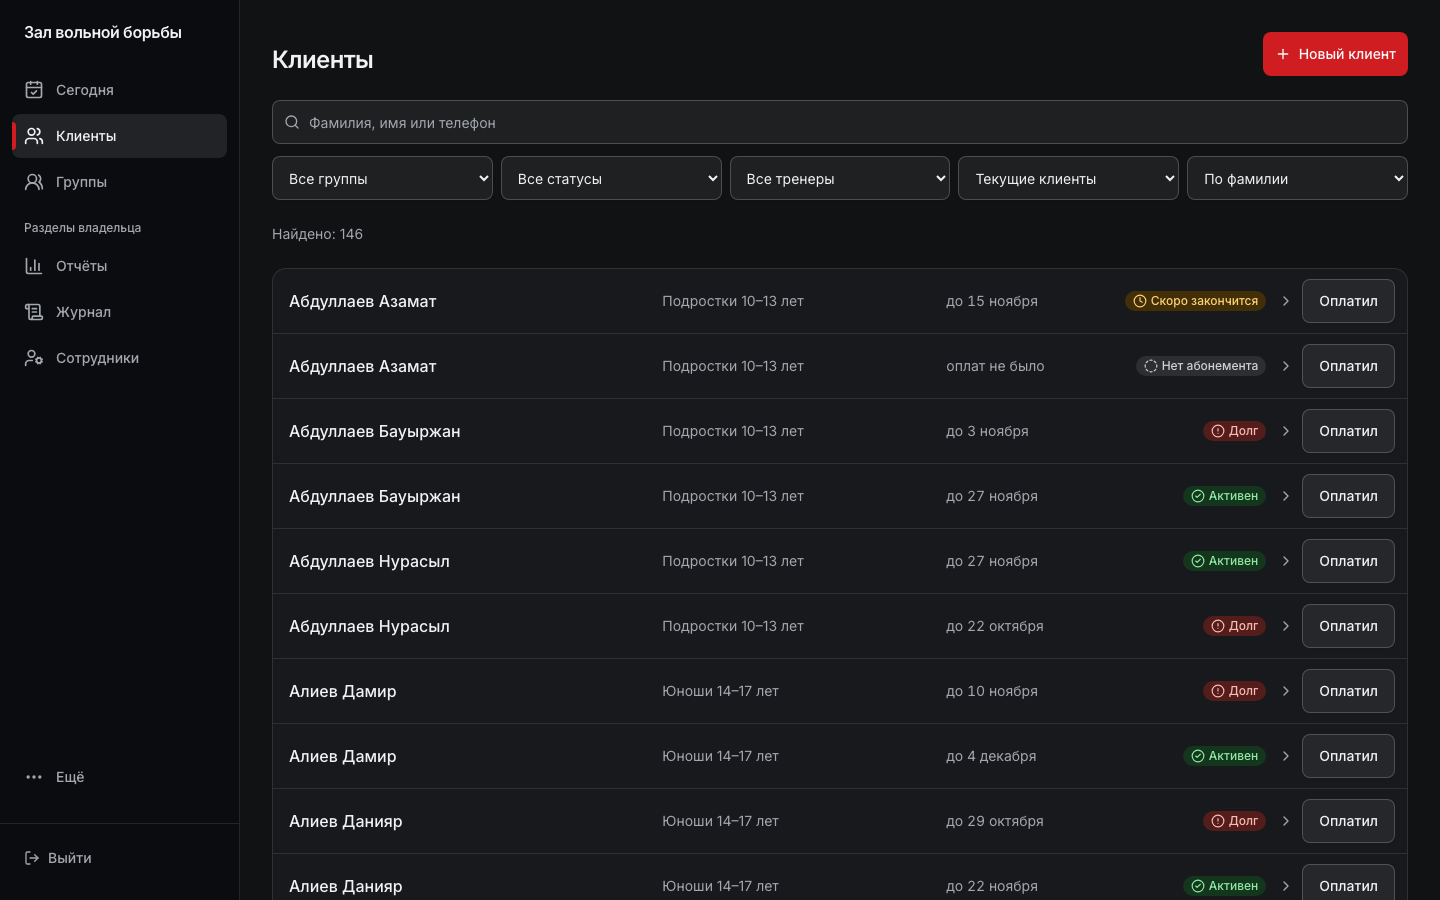 Зал вольной борьбы
Сегодня
Клиенты
Группы
Разделы владельца
Отчёты
Журнал
Сотрудники
Ещё
Выйти
Клиенты
Новый клиент
Фамилия, имя или телефон
Все группы Все статусы Все тренеры Текущие клиенты По фамилии
Найдено: 146
Абдуллаев Азамат Подростки 10–13 лет до 15 ноября Скоро закончится Оплатил
Абдуллаев Азамат Подростки 10–13 лет оплат не было Нет абонемента Оплатил
Абдуллаев Бауыржан Подростки 10–13 лет до 3 ноября Долг Оплатил
Абдуллаев Бауыржан Подростки 10–13 лет до 27 ноября Активен Оплатил
Абдуллаев Нурасыл Подростки 10–13 лет до 27 ноября Активен Оплатил
Абдуллаев Нурасыл Подростки 10–13 лет до 22 октября Долг Оплатил
Алиев Дамир Юноши 14–17 лет до 10 ноября Долг Оплатил
Алиев Дамир Юноши 14–17 лет до 4 декабря Активен Оплатил
Алиев Данияр Юноши 14–17 лет до 29 октября Долг Оплатил
Алиев Данияр Юноши 14–17 лет до 22 ноября Активен Оплатил